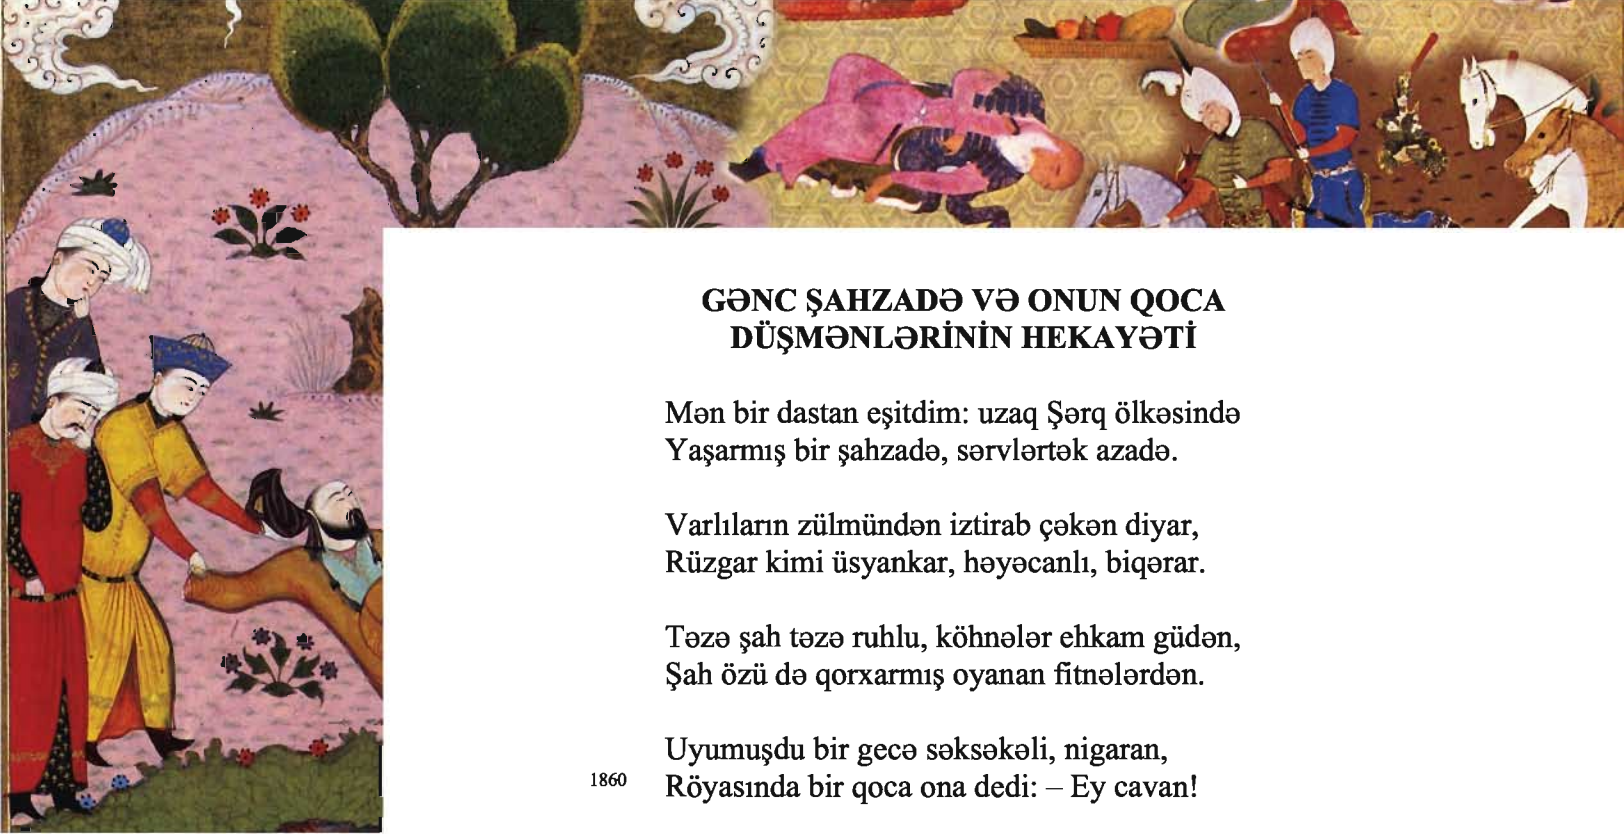 GƏNC ŞAHZADƏ VƏ ONUN QOCA
DÜŞMƏNLƏRİNİN HEKAYƏTİ
Mən bir dastan eşitdim: uzaq Şərq ölkəsində
Yaşarmış bir şahzadə, sərvlərtək azadə.
Varlıların zülmündən iztirab çəkən diyar,
Rüzgar kimi üsyankar, həyəcanlı, biqərar.
Təzə şah təzə ruhlu, köhnələr ehkam güdən,
Şah özü də qorxarmış oyanan fitnələrdən.
Uyumuşdu bir gecə səksəkəli, nigaran,
1860 Röyasında bir qoca ona dedi: – Ey cavan!